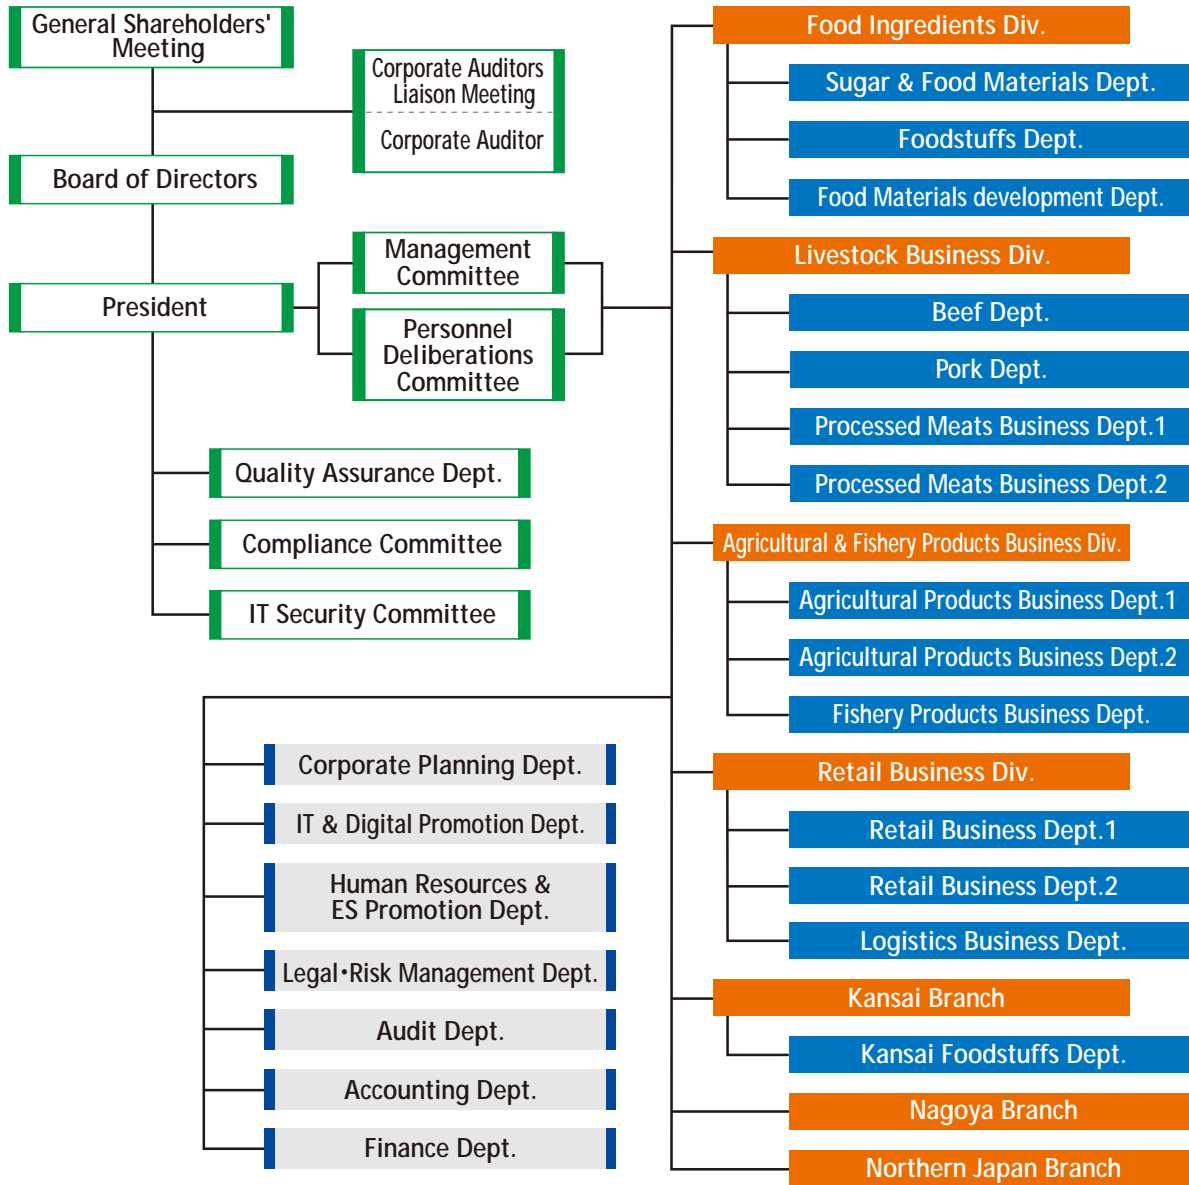 General Shareholders'
Meeting
Corporate Auditors
Liaison Meeting
Corporate Auditor
Board of Directors
President
Management
Committee
Personnel
Deliberations
Committee
Quality Assurance Dept.
Compliance Committee
IT Security Committee
Corporate Planning Dept.
IT & Digital Promotion Dept.
Human Resources &
ES Promotion Dept.
Legal・Risk Management Dept.
Audit Dept.
Accounting Dept.
Finance Dept.
Food Ingredients Div.
Sugar & Food Materials Dept.
Foodstuffs Dept.
Food Materials development Dept.
Livestock Business Div.
Beef Dept.
Pork Dept.
Processed Meats Business Dept.1
Processed Meats Business Dept.2
Agricultural & Fishery Products Business Div.
Agricultural Products Business Dept.1
Agricultural Products Business Dept.2
Fishery Products Business Dept.
Retail Business Div.
Retail Business Dept.1
Retail Business Dept.2
Logistics Business Dept.
Kansai Branch
Kansai Foodstuffs Dept.
Nagoya Branch
Northern Japan Branch